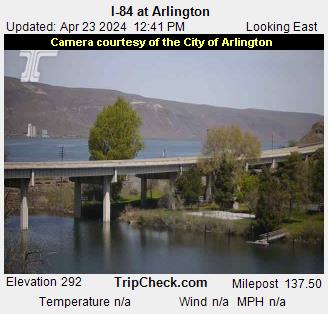 I-84 at Arlington
Updated: Apr 23 2024 12:41 PM Looking East
Camera courtesy of the City of Arlington
Elevation 292 TripCheck.com Milepost 137.50
Temperature n/a Wind n/a MPH n/a